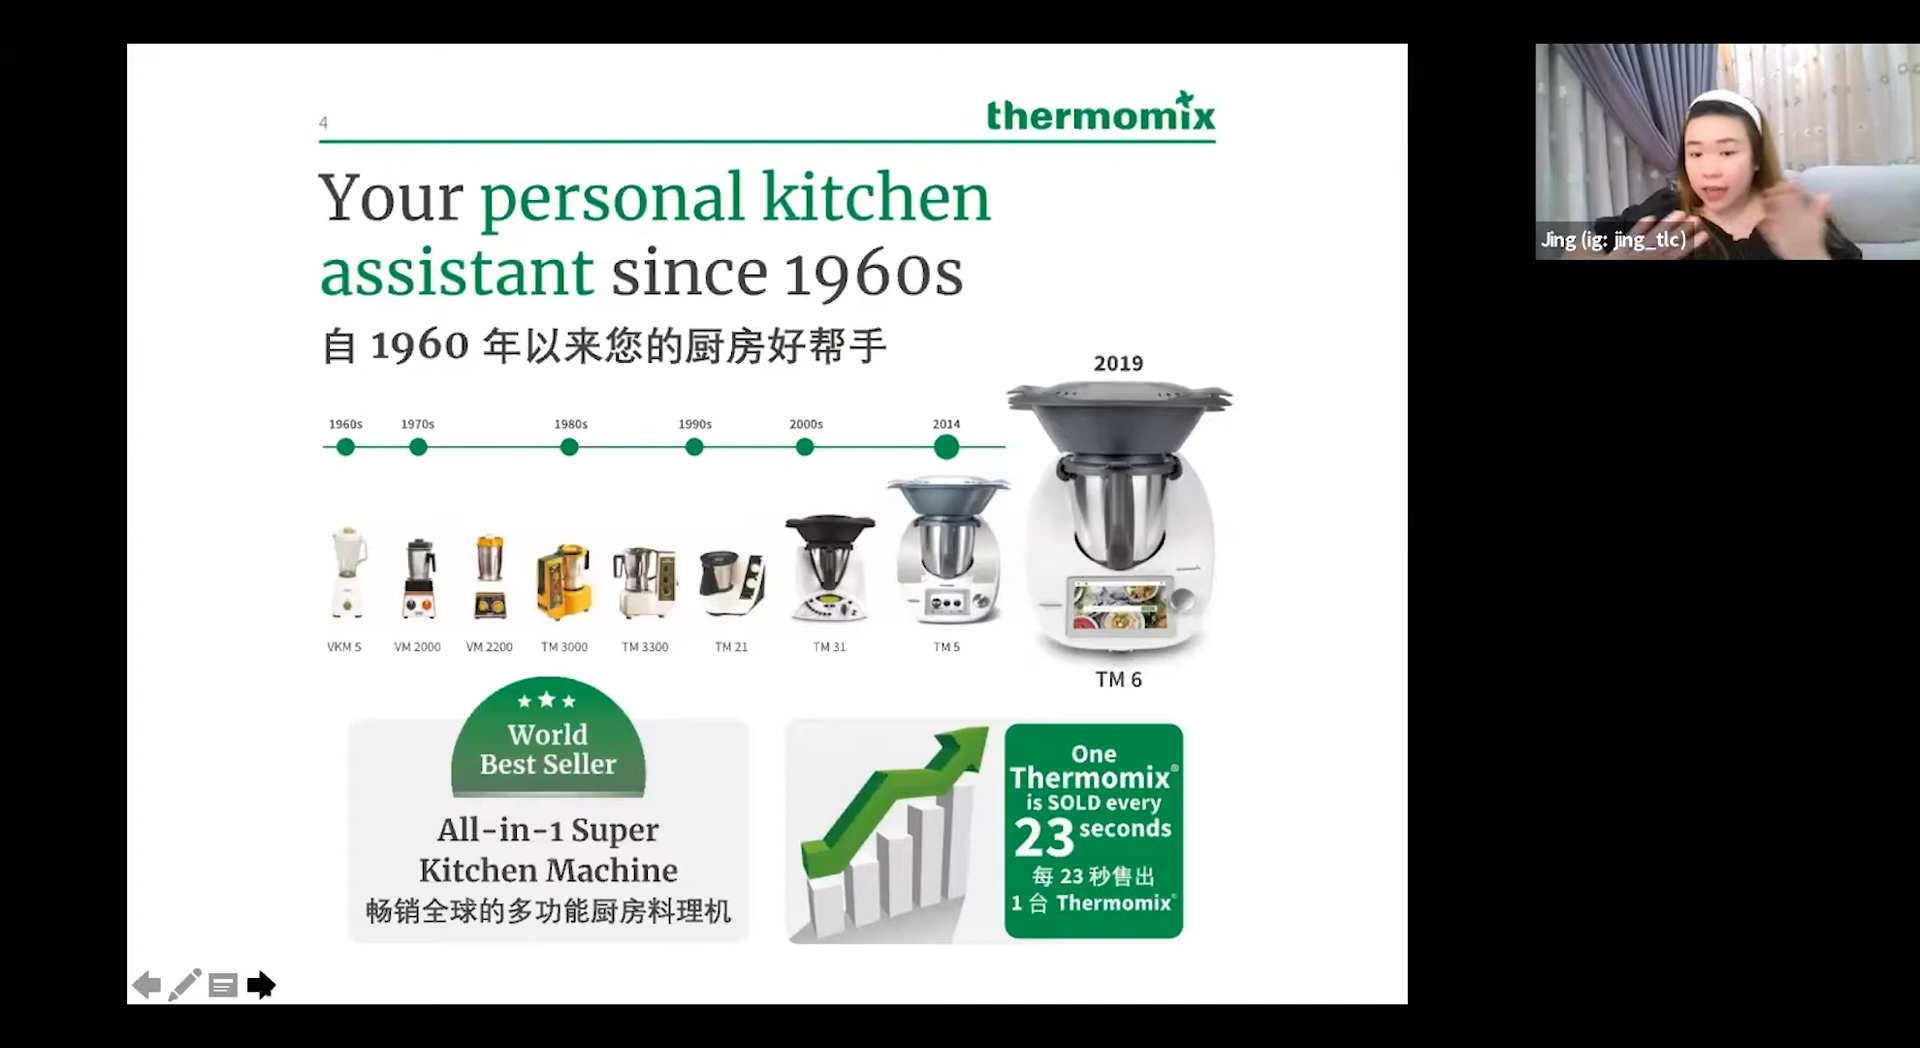 4
thermomix
Your personal kitchen
assistant since 1960s
自 1960 年以来您的厨房好帮手
2019
1960s 1970s 1980s 1990s 2000s 2014
VKM 5 VM 2000 VM 2200 TM 3000 TM 3300 TM 21 TM 31 TM 5
TM 6
World
Best Seller
All-in-1 Super
Kitchen Machine
畅销全球的多功能厨房料理机
One
Thermomix®
is SOLD every
23 seconds
每 23 秒售出
1 台 Thermomix®
Jing (ig: jing_tlc)